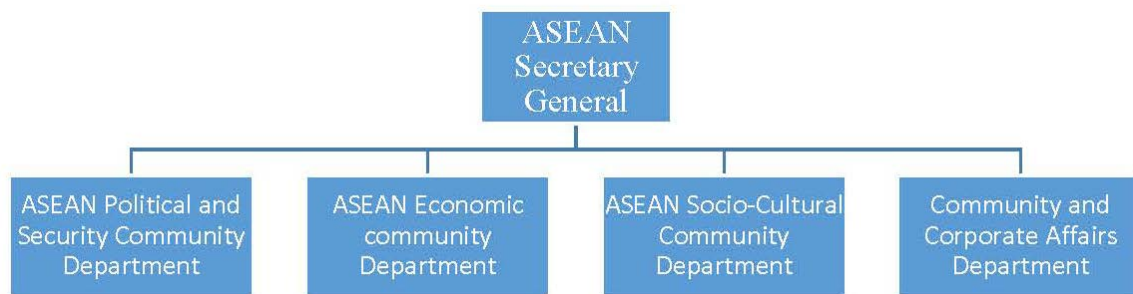 ASEAN
Secretary
General
ASEAN Political and
Security Community
Department
ASEAN Economic
community
Department
ASEAN Socio-Cultural
Community
Department
Community and
Corporate Affairs
Department